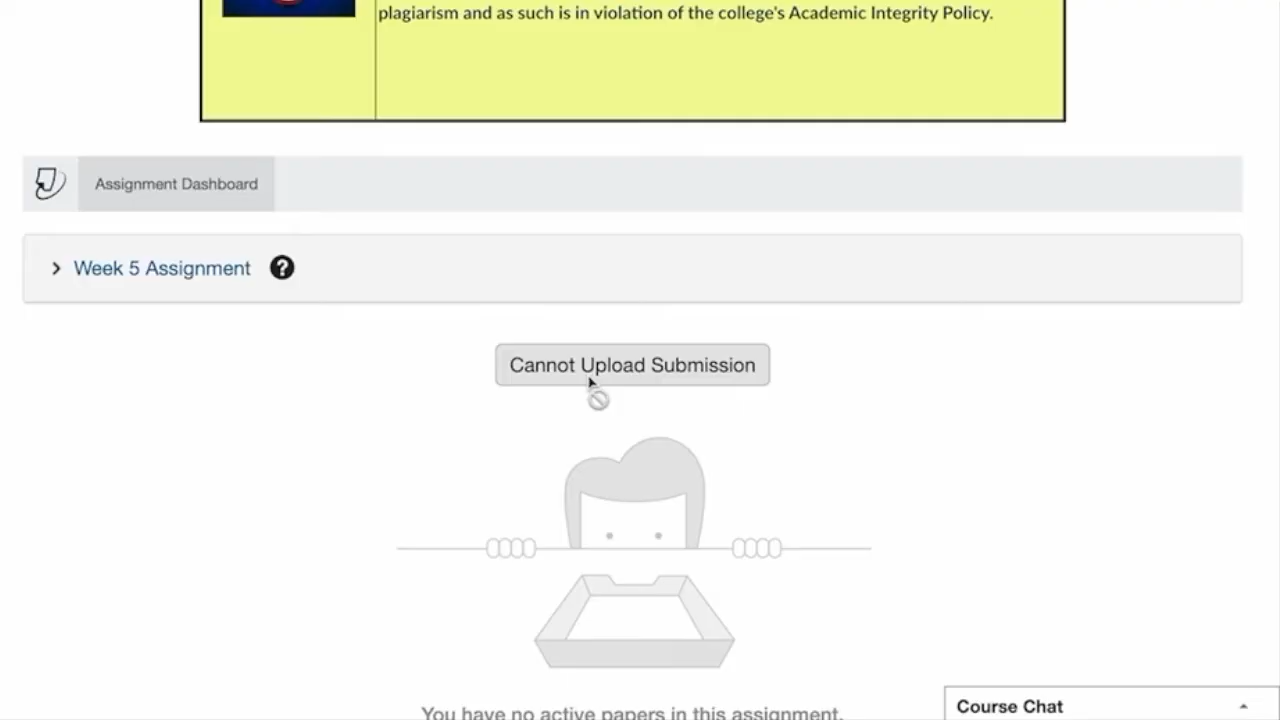 plagiarism and as such is in violation of the college's Academic Integrity Policy.
Assignment Dashboard
Week 5 Assignment ?
Cannot Upload Submission
You have no active papers in this assignment.
Course Chat